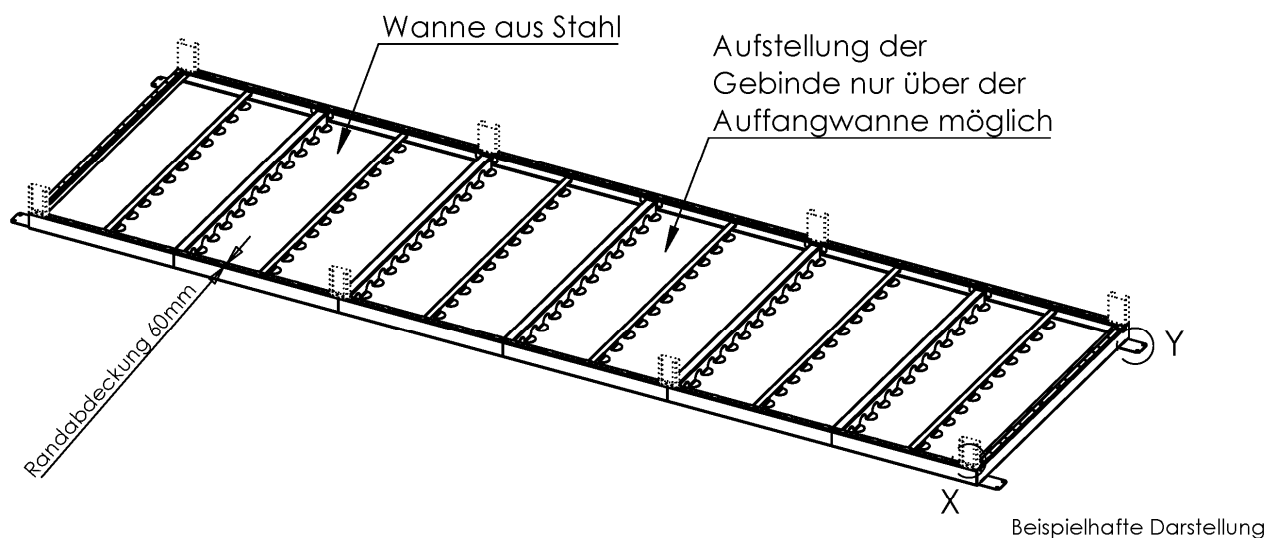 Wanne aus Stahl
Aufstellung der
Gebinde nur über der
Auffangwanne möglich
Randabdeckung 60mm
Y
X
Beispielhafte Darstellung